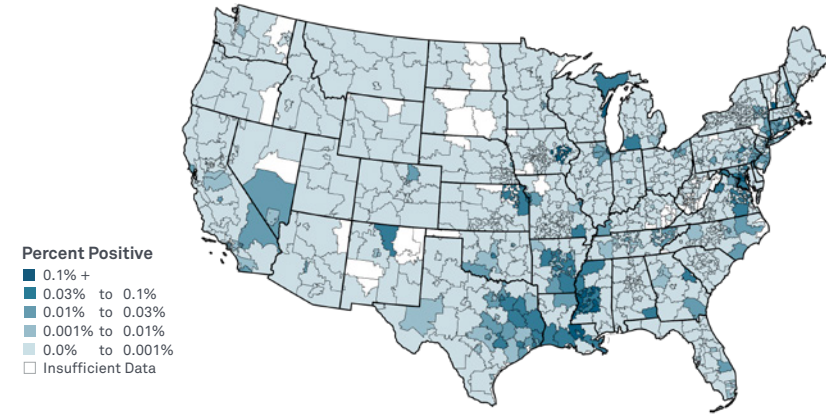 Percent Positive
0.1% +
0.03% to 0.1%
0.01% to 0.03%
0.001% to 0.01%
0.0% to 0.001%
Insufficient Data